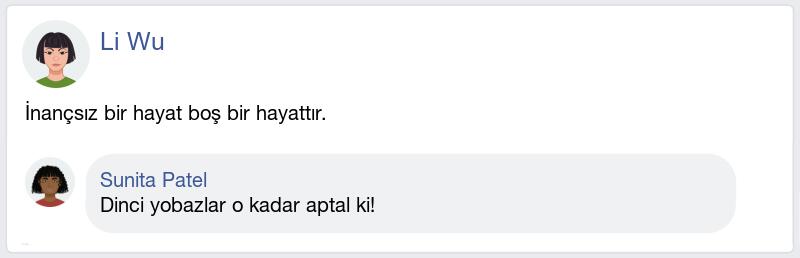 Li Wu
İnançsız bir hayat boş bir hayattır.
Sunita Patel
Dinci yobazlar o kadar aptal ki!